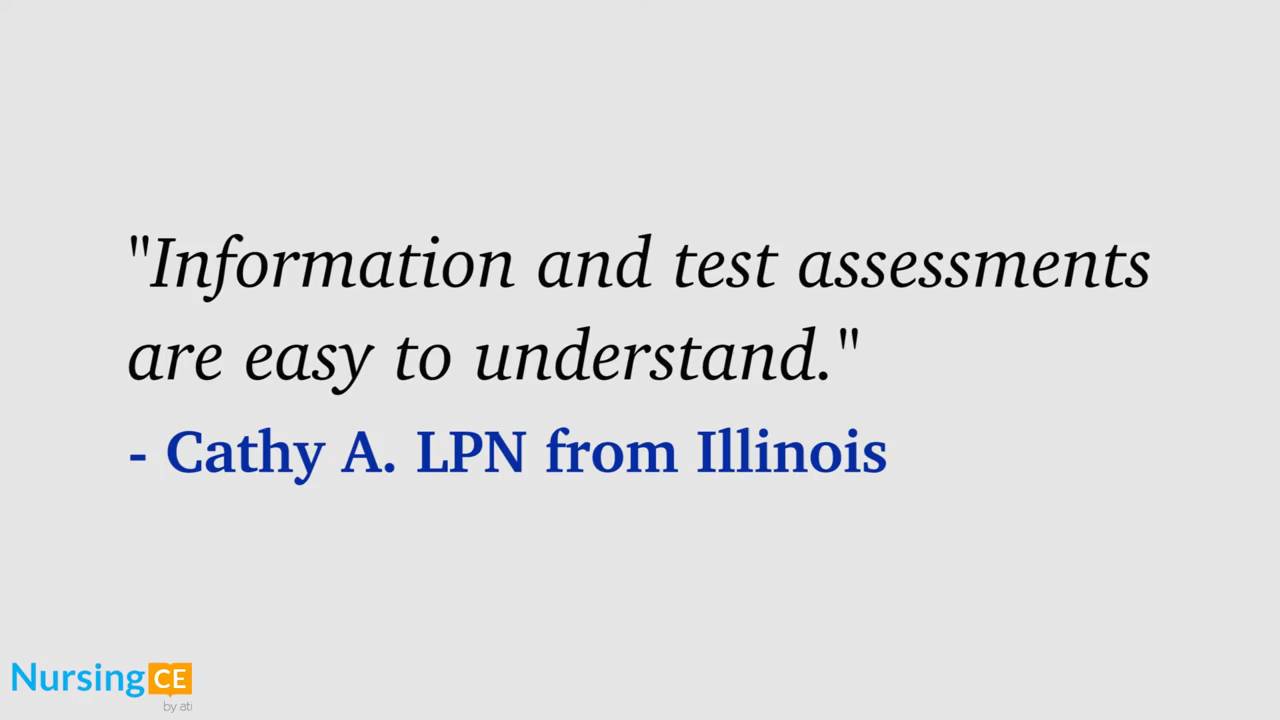 "Information and test assessments
are easy to understand."
- Cathy A. LPN from Illinois
NursingCE
by ati